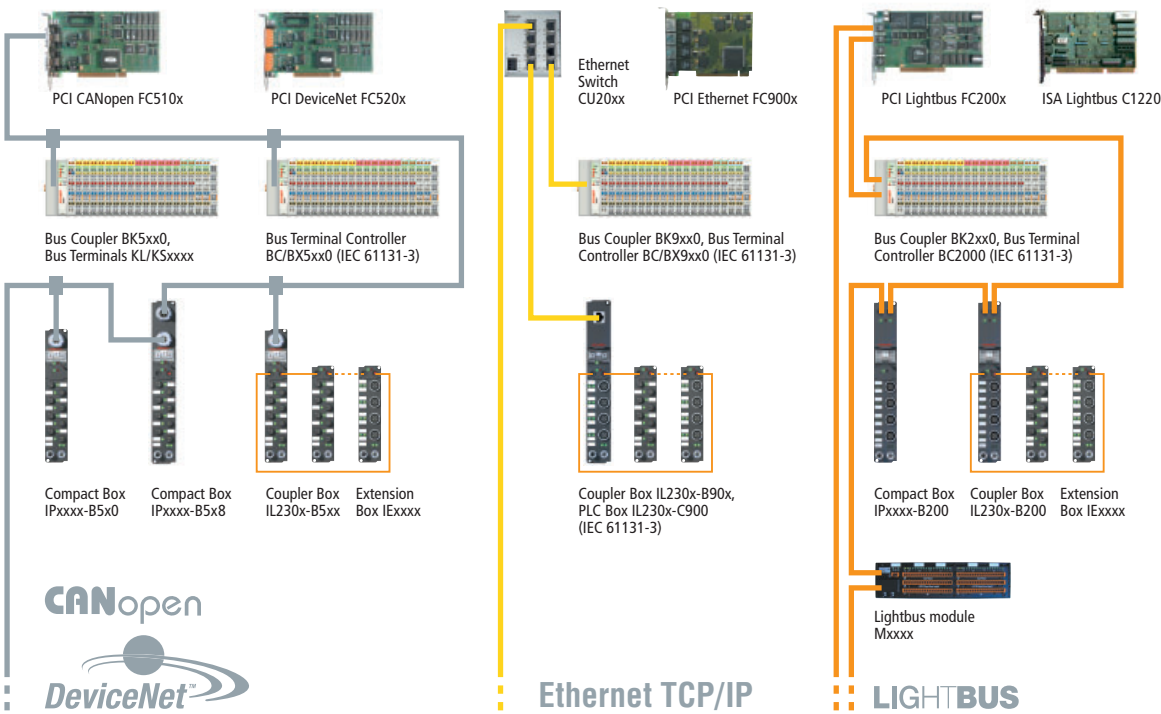 PCI CANopen FC510x
PCI DeviceNet FC520x
Ethernet
Switch
CU20xx
PCI Ethernet FC900x
PCI Lightbus FC200x
ISA Lightbus C1220
Bus Coupler BK5xx0,
Bus Terminals KL/KSxxxx
Bus Terminal Controller
BC/BX5xx0 (IEC 61131-3)
Bus Coupler BK9xx0, Bus Terminal
Controller BC/BX9xx0 (IEC 61131-3)
Bus Coupler BK2xx0, Bus Terminal
Controller BC2000 (IEC 61131-3)
Compact Box
IPxxxx-B5x0
Compact Box
IPxxxx-B5x8
Coupler Box
IL230x-B5xx
Extension
Box IExxxx
Coupler Box IL230x-B90x,
PLC Box IL230x-C900
(IEC 61131-3)
Compact Box
IPxxxx-B200
Coupler Box
IL230x-B200
Extension
Box IExxxx
Lightbus module
Mxxxx
CANopen
DeviceNet™
Ethernet TCP/IP
LIGHTBUS